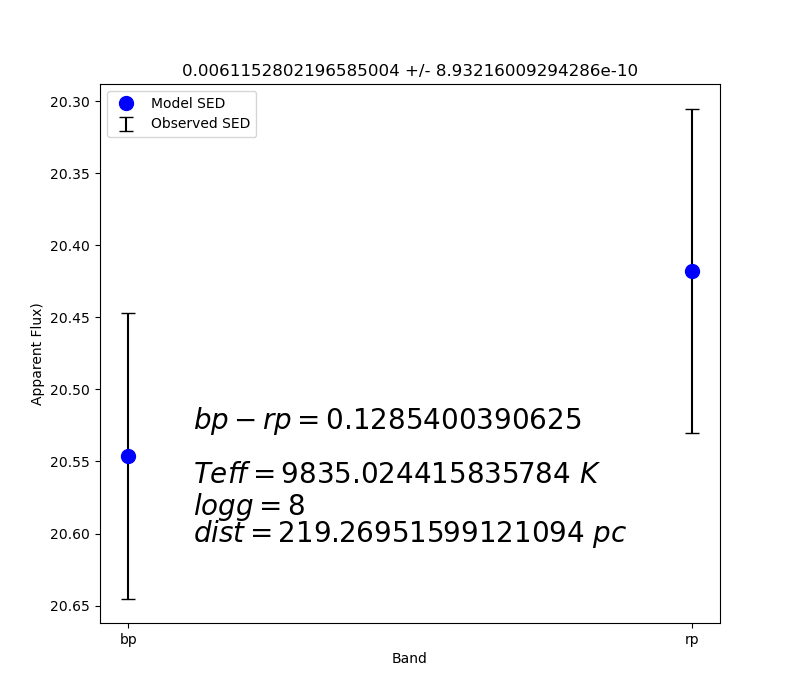 0.0061152802196585004 +/- 8.93216009294286e-10
Model SED
Observed SED
20.30
20.35
20.40
20.45
20.50
20.55
20.60
20.65
Apparent Flux)
bp − rp = 0.1285400390625
Teff = 9835.024415835784 K
logg = 8
dist = 219.26951599121094 pc
bp
rp
Band